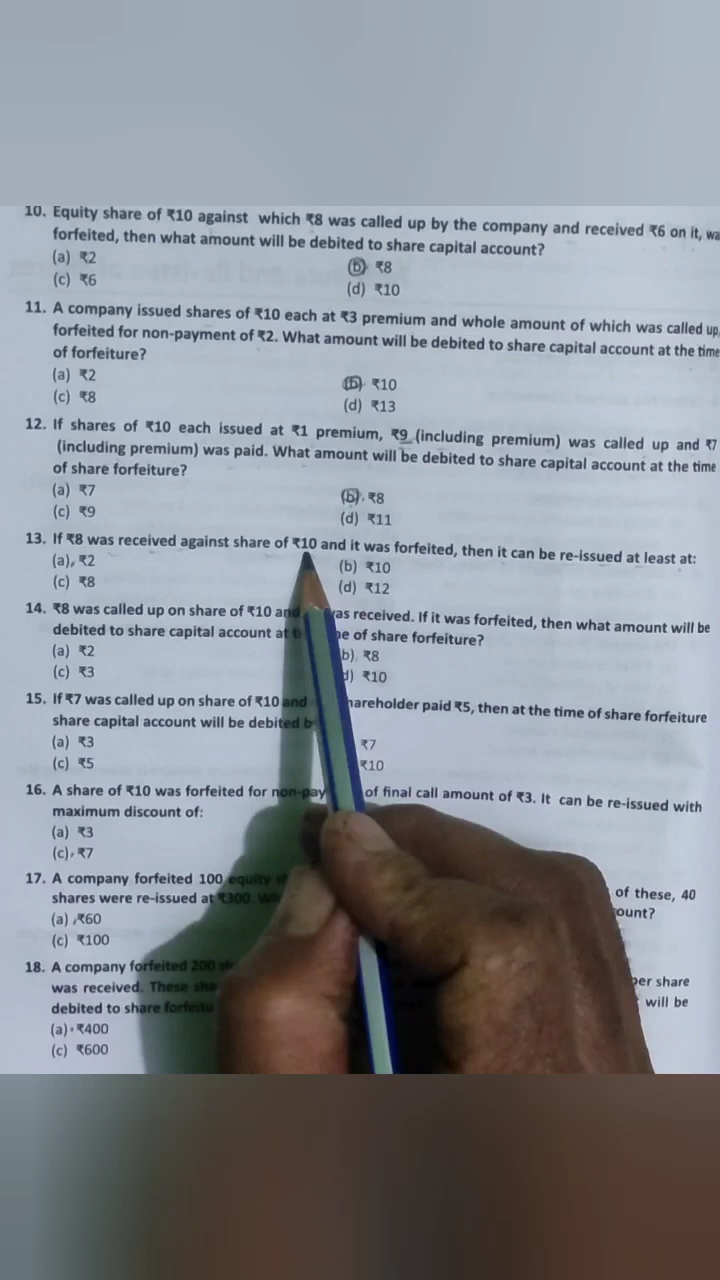 10. Equity share of ₹10 against which ₹8 was called up by the company and received ₹6 on it, wa
forfeited, then what amount will be debited to share capital account?
(a) ₹2
(b) ₹8
(c) ₹6
(d) ₹10
11. A company issued shares of ₹10 each at ₹3 premium and whole amount of which was called up,
forfeited for non-payment of ₹2. What amount will be debited to share capital account at the time
of forfeiture?
(a) ₹2
(b) ₹10
(c) ₹8
(d) ₹13
12. If shares of ₹10 each issued at ₹1 premium, ₹9 (including premium) was called up and ₹7
(including premium) was paid. What amount will be debited to share capital account at the time
of share forfeiture?
(a) ₹7
(b) ₹8
(c) ₹9
(d) ₹11
13. If ₹8 was received against share of ₹10 and it was forfeited, then it can be re-issued at least at:
(a) ₹2
(b) ₹10
(c) ₹8
(d) ₹12
14. ₹8 was called up on share of ₹10 and as received. If it was forfeited, then what amount will be
debited to share capital account at of share forfeiture?
(a) ₹2
b) ₹8
(c) ₹3
) ₹10
15. If ₹7 was called up on share of ₹10 and hareholder paid ₹5, then at the time of share forfeiture
share capital account will be debited b
(a) ₹3
₹7
(c) ₹5
₹10
16. A share of ₹10 was forfeited for non-pay of final call amount of ₹3. It can be re-issued with
maximum discount of:
(a) ₹3
(c) ₹7
17. A company forfeited 100 equity of these, 40
shares were re-issued at ₹300. ount?
(a) ₹60
(c) ₹100
18. A company forfeited 200 per share
was received. These will be
debited to share
(a) ₹400
(c) ₹600